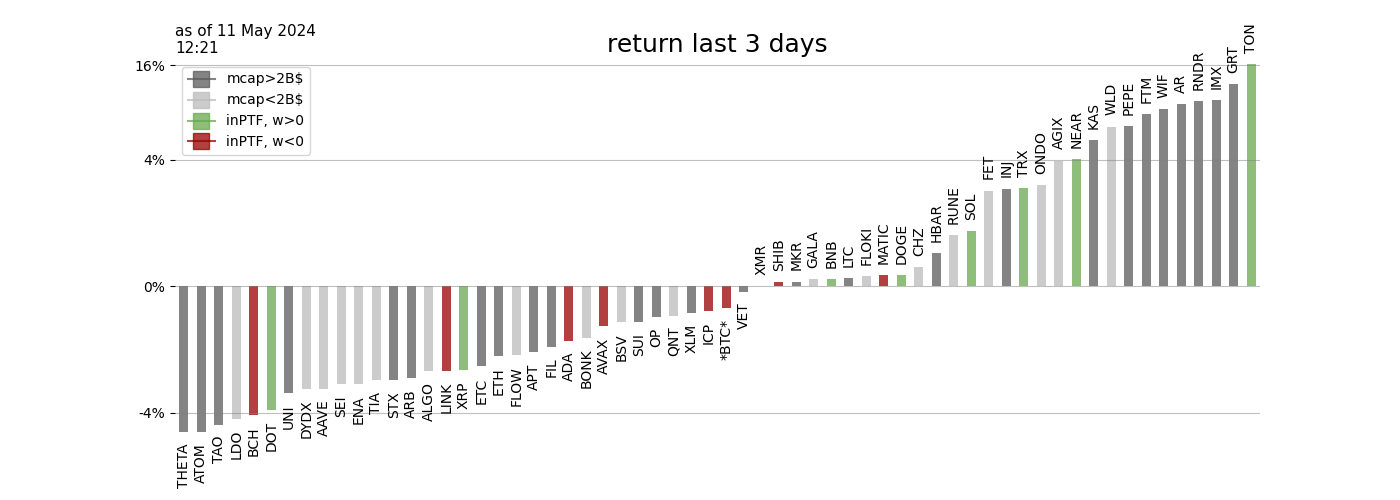 as of 11 May 2024
12:21
return last 3 days
16%
4%
0%
-4%
mcap>2B$
mcap<2B$
inPTF, w>0
inPTF, w<0
THETA
ATOM
TAO
LDO
BCH
DOT
UNI
DYDX
AAVE
SEI
ENA
TIA
STX
ARB
ALGO
LINK
XRP
ETC
ETH
FLOW
APT
FIL
ADA
BONK
AVAX
BSV
SUI
OP
QNT
XLM
ICP
*BTC*
VET
XMR
SHIB
MKR
GALA
BNB
LTC
FLOKI
MATIC
DOGE
CHZ
HBAR
RUNE
SOL
FET
INJ
TRX
ONDO
AGIX
NEAR
KAS
WLD
PEPE
FTM
WIF
AR
RNDR
IMX
GRT
TON